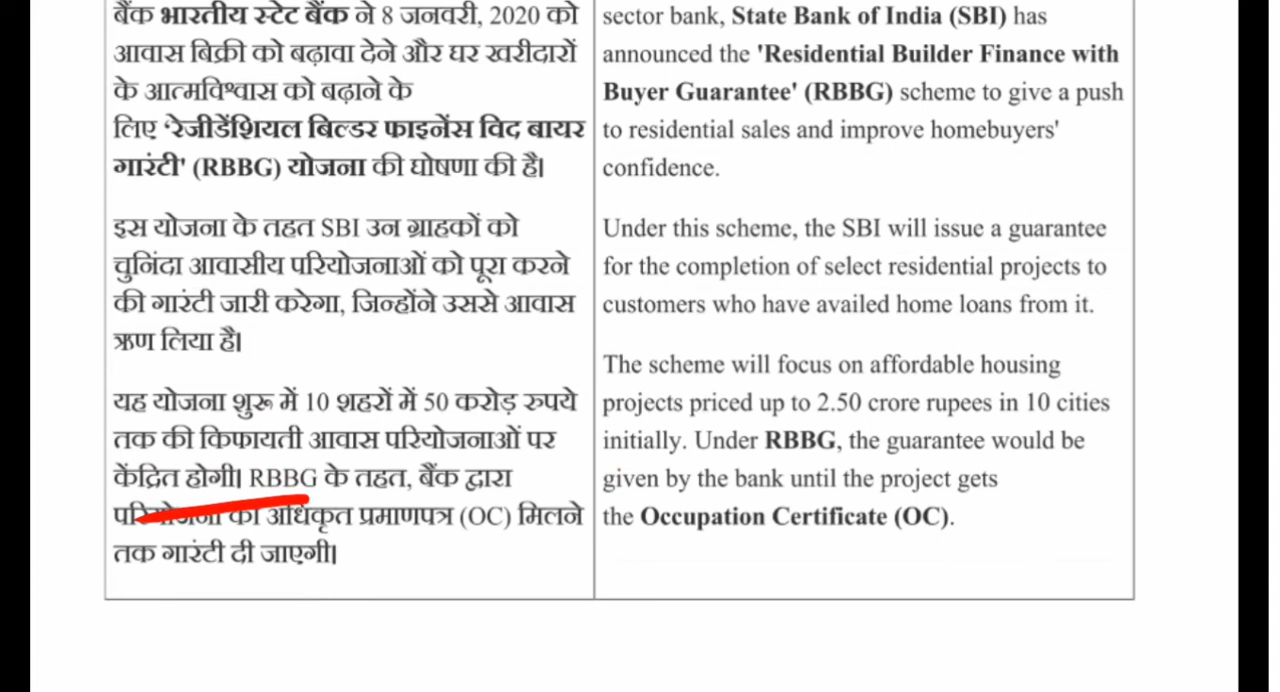 बैंक भारतीय स्टेट बैंक ने 8 जनवरी, 2020 को
आवास बिक्री को बढ़ावा देने और घर खरीदारों
के आत्मविश्वास को बढ़ाने के
लिए ‘रेजीडेंशियल बिल्डर फाइनेंस विद बायर
गारंटी' (RBBG) योजना की घोषणा की है।
इस योजना के तहत SBI उन ग्राहकों को
चुनिंदा आवासीय परियोजनाओं को पूरा करने
की गारंटी जारी करेगा, जिन्होंने उससे आवास
ऋण लिया है।
यह योजना शुरू में 10 शहरों में 50 करोड़ रुपये
तक की किफायती आवास परियोजनाओं पर
केंद्रित होगी। RBBG के तहत, बैंक द्वारा
परियोजना को अधिकृत प्रमाणपत्र (OC) मिलने
तक गारंटी दी जाएगी।
sector bank, State Bank of India (SBI) has
announced the 'Residential Builder Finance with
Buyer Guarantee' (RBBG) scheme to give a push
to residential sales and improve homebuyers'
confidence.
Under this scheme, the SBI will issue a guarantee
for the completion of select residential projects to
customers who have availed home loans from it.
The scheme will focus on affordable housing
projects priced up to 2.50 crore rupees in 10 cities
initially. Under RBBG, the guarantee would be
given by the bank until the project gets
the Occupation Certificate (OC).